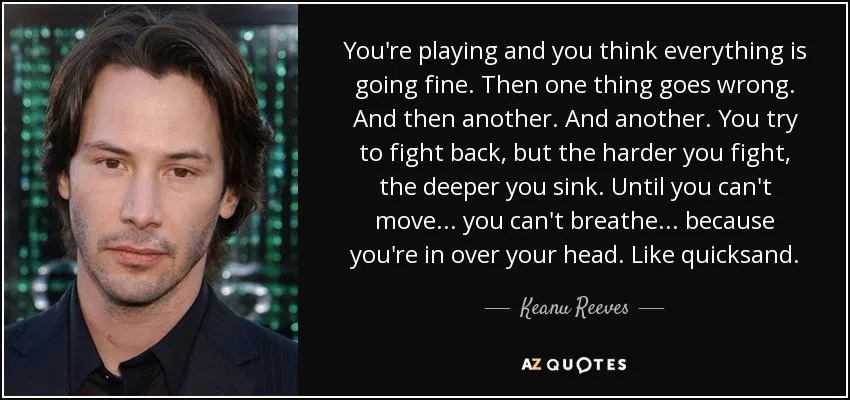 You're playing and you think everything is
going fine. Then one thing goes wrong.
And then another. And another. You try
to fight back, but the harder you fight,
the deeper you sink. Until you can't
move... you can't breathe... because
you're in over your head. Like quicksand.
Keanu Reeves
AZ QUOTES